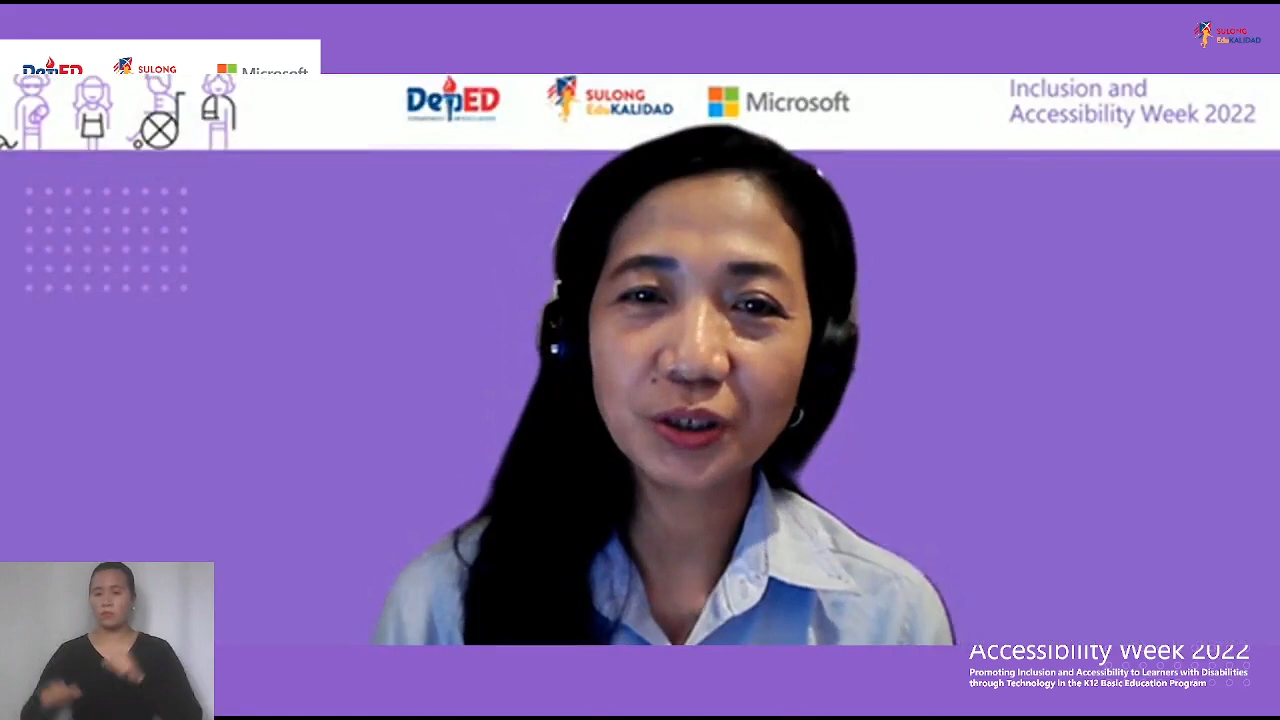 SULONG
EduKALIDAD
DepED
SULONG
Microsoft
DepED
SULONG
EduKALIDAD
Microsoft
Inclusion and
Accessibility Week 2022
Accessibility Week 2022
Promoting Inclusion and Accessibility to Learners with Disabilities
through Technology in the K12 Basic Education Program